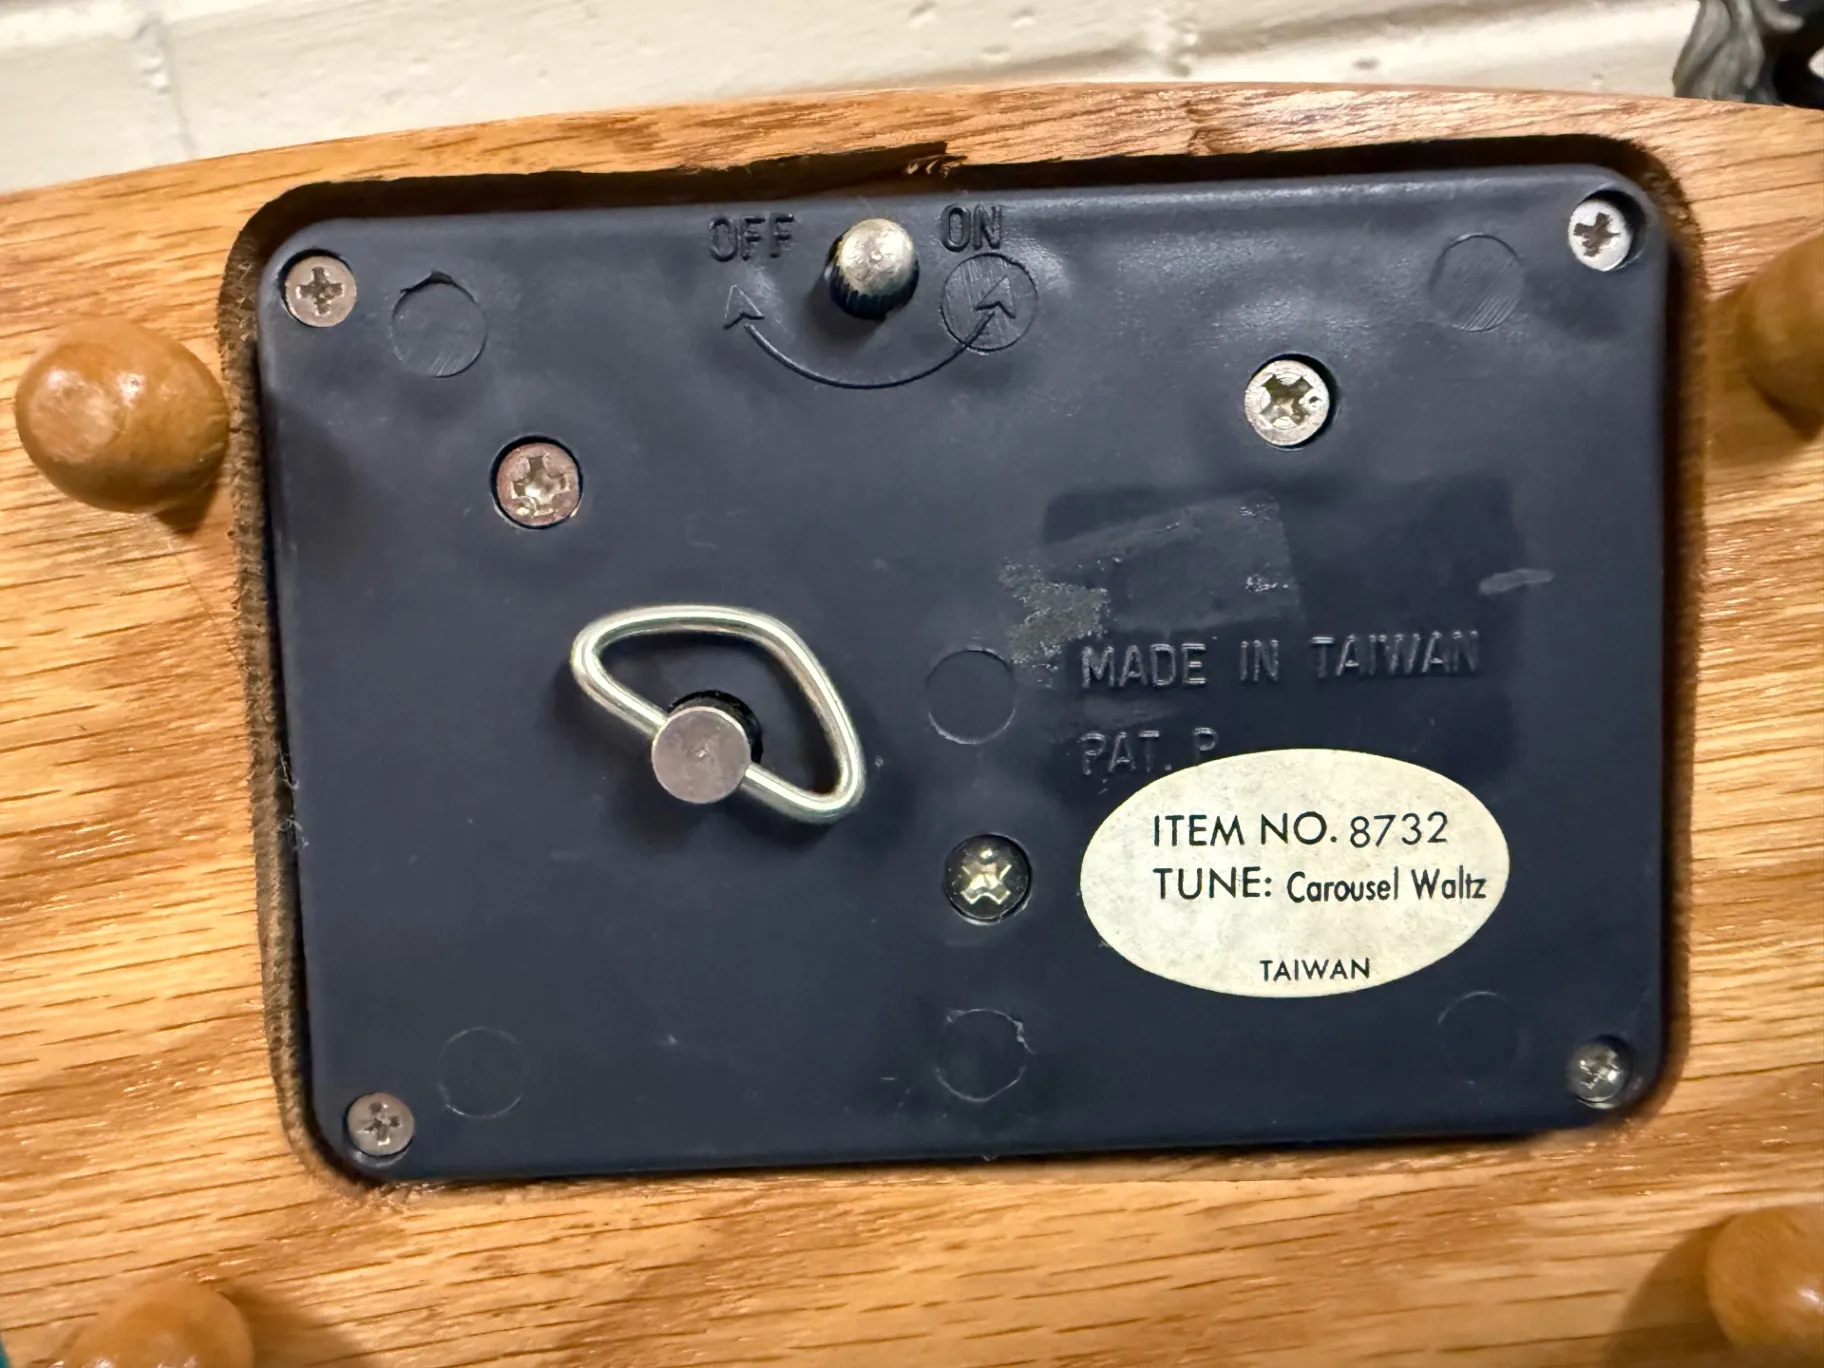 OFF ON
MADE IN TAIWAN
PAT. P
ITEM NO. 8732
TUNE: Carousel Waltz
TAIWAN